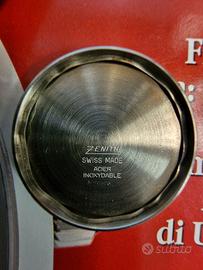 ZENITH
SWISS MADE
ACIER
INOXYDABLE
di U
subito